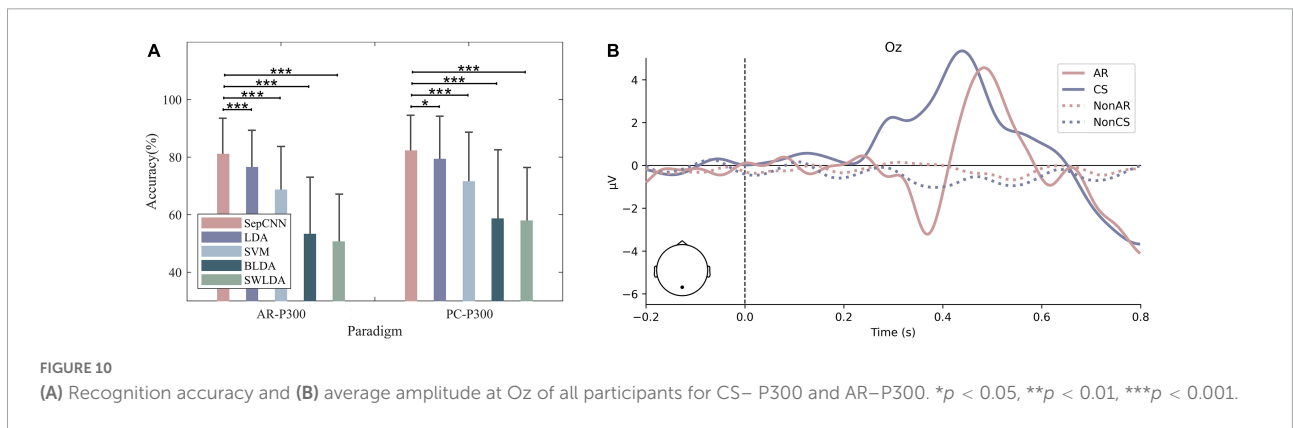 A
Accuracy(%)
100
80
60
40
***
***
***
***
***
***
***
*
SepCNN
LDA
SVM
BLDA
SWLDA
AR-P300
PC-P300
Paradigm
B
Oz
μV
4
2
0
−2
−4
−6
AR
CS
NonAR
NonCS
−0.2
0.0
0.2
0.4
0.6
0.8
Time (s)
FIGURE 10
(A) Recognition accuracy and (B) average amplitude at Oz of all participants for CS– P300 and AR–P300. *p < 0.05, **p < 0.01, ***p < 0.001.